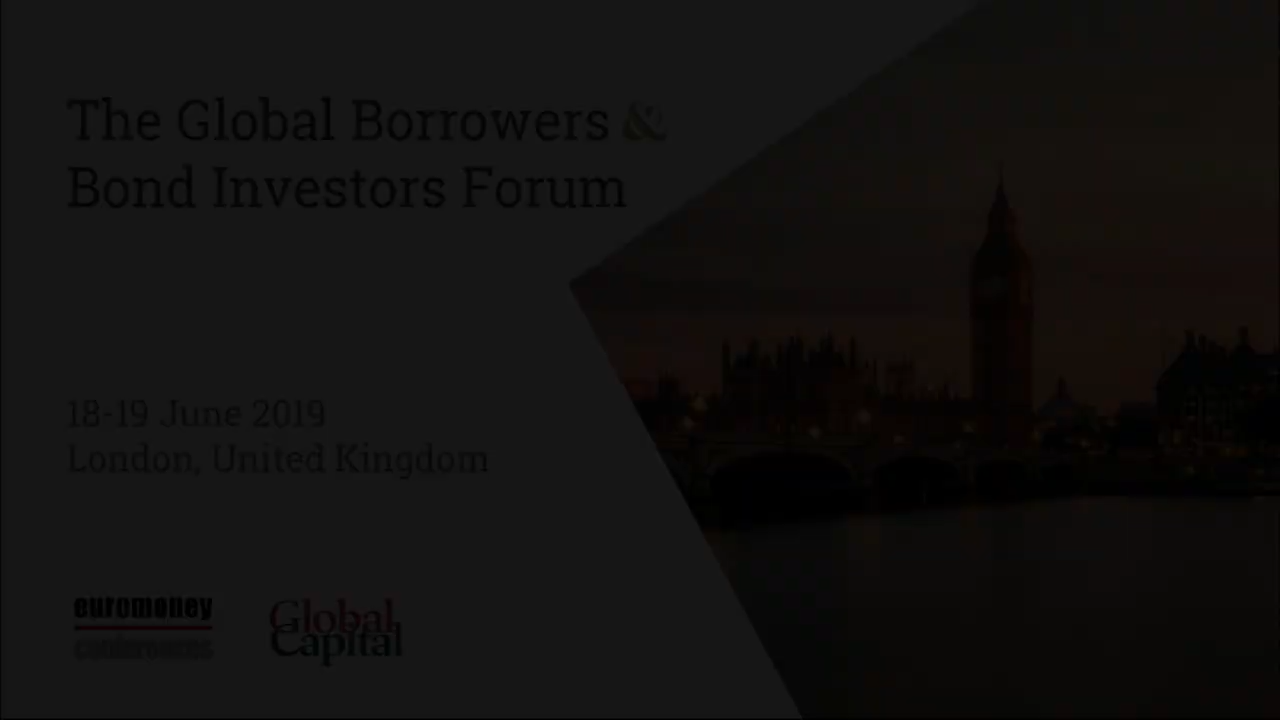 The Global Borrowers &
Bond Investors Forum
18-19 June 2019
London, United Kingdom
euromoney
conferences
Global
Capital